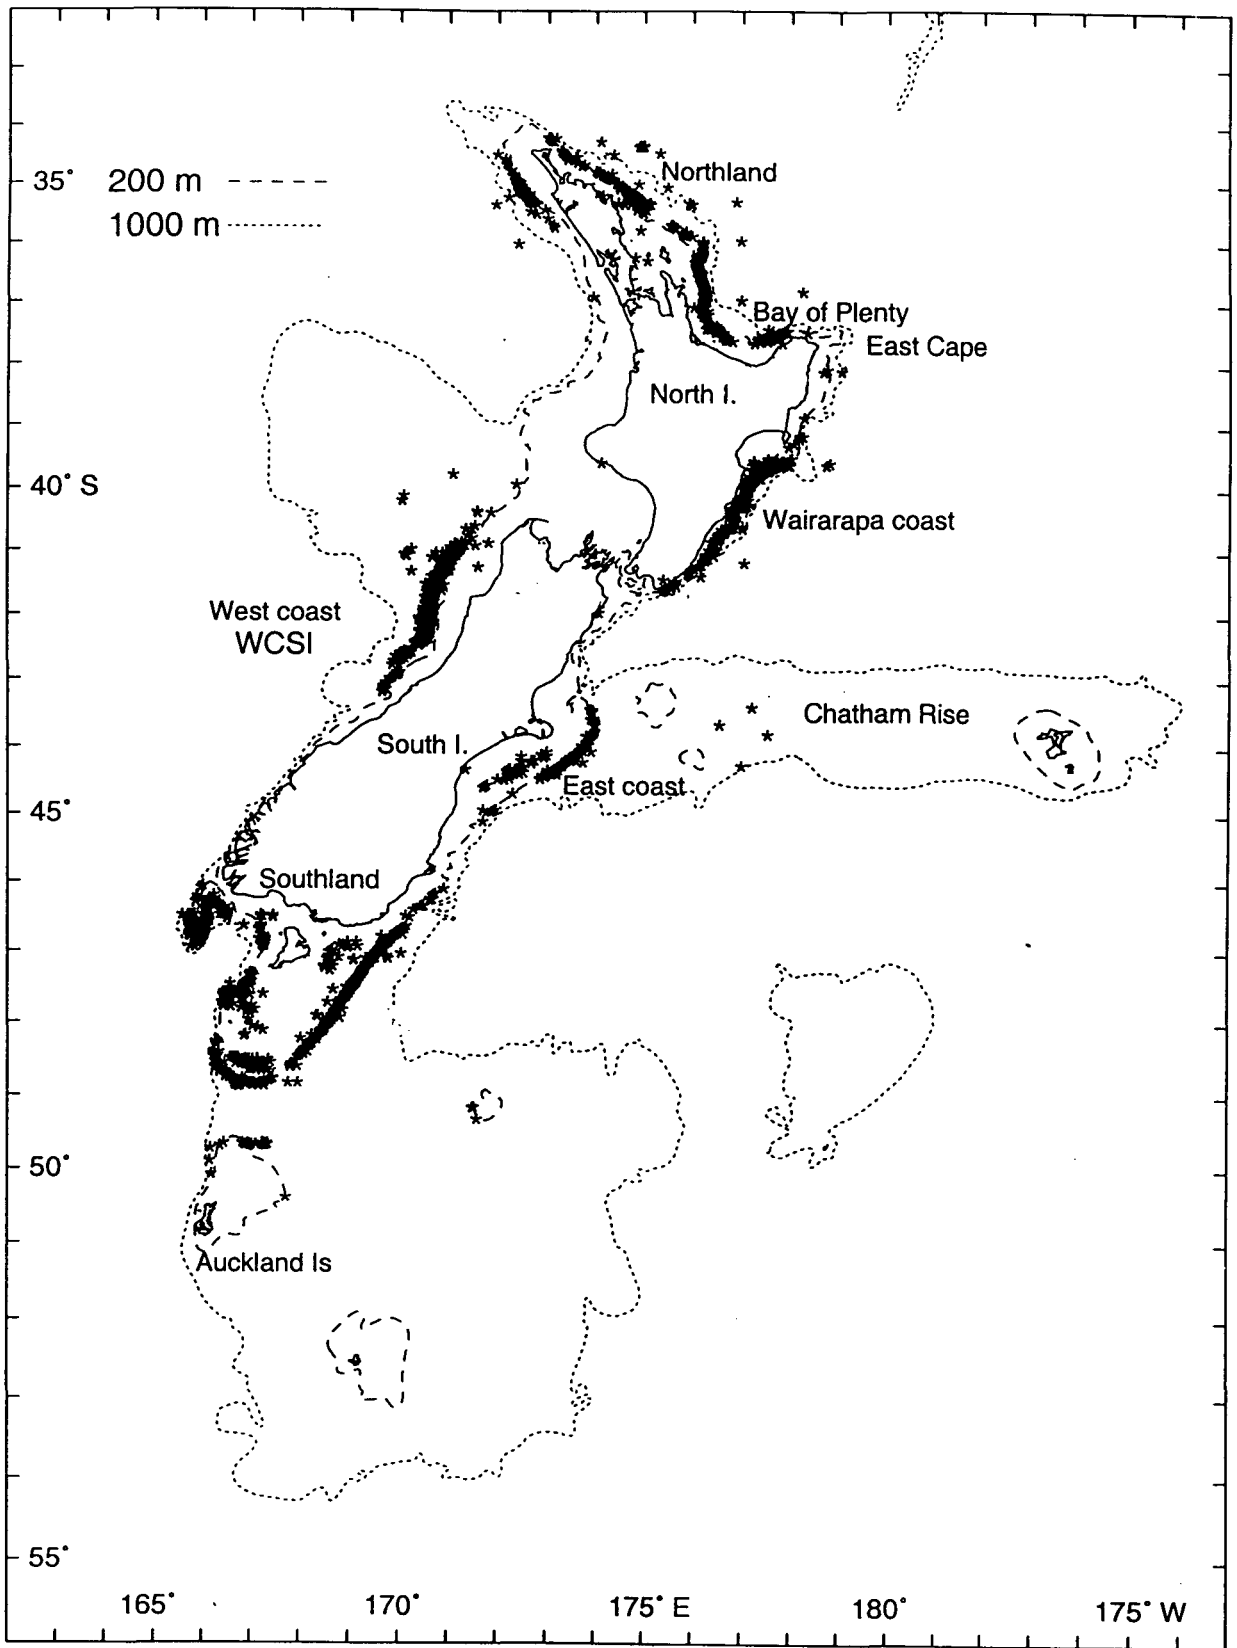 Northland
35°
200 m
1000 m
Bay of Plenty
East Cape
North I.
40° S
Wairarapa coast
West coast
WCSI
Chatham Rise
South I.
East coast
45°
Southland
50°
Auckland Is
55°
165°
170°
175° E
180°
175° W